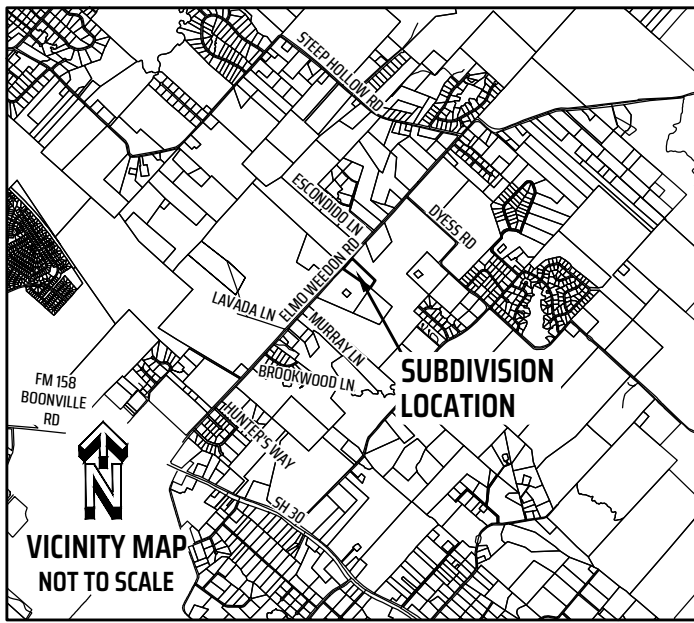 STEEP HOLLOW RD
ESCONDIDO LN
DYESS RD
ELMO WEEDON RD
LAVADA LN
MURRAY LN
BROOKWOOD LN
SUBDIVISION
LOCATION
FM 158
BOONVILLE
RD
HUNTER'S WAY
SH 30
N
VICINITY MAP
NOT TO SCALE